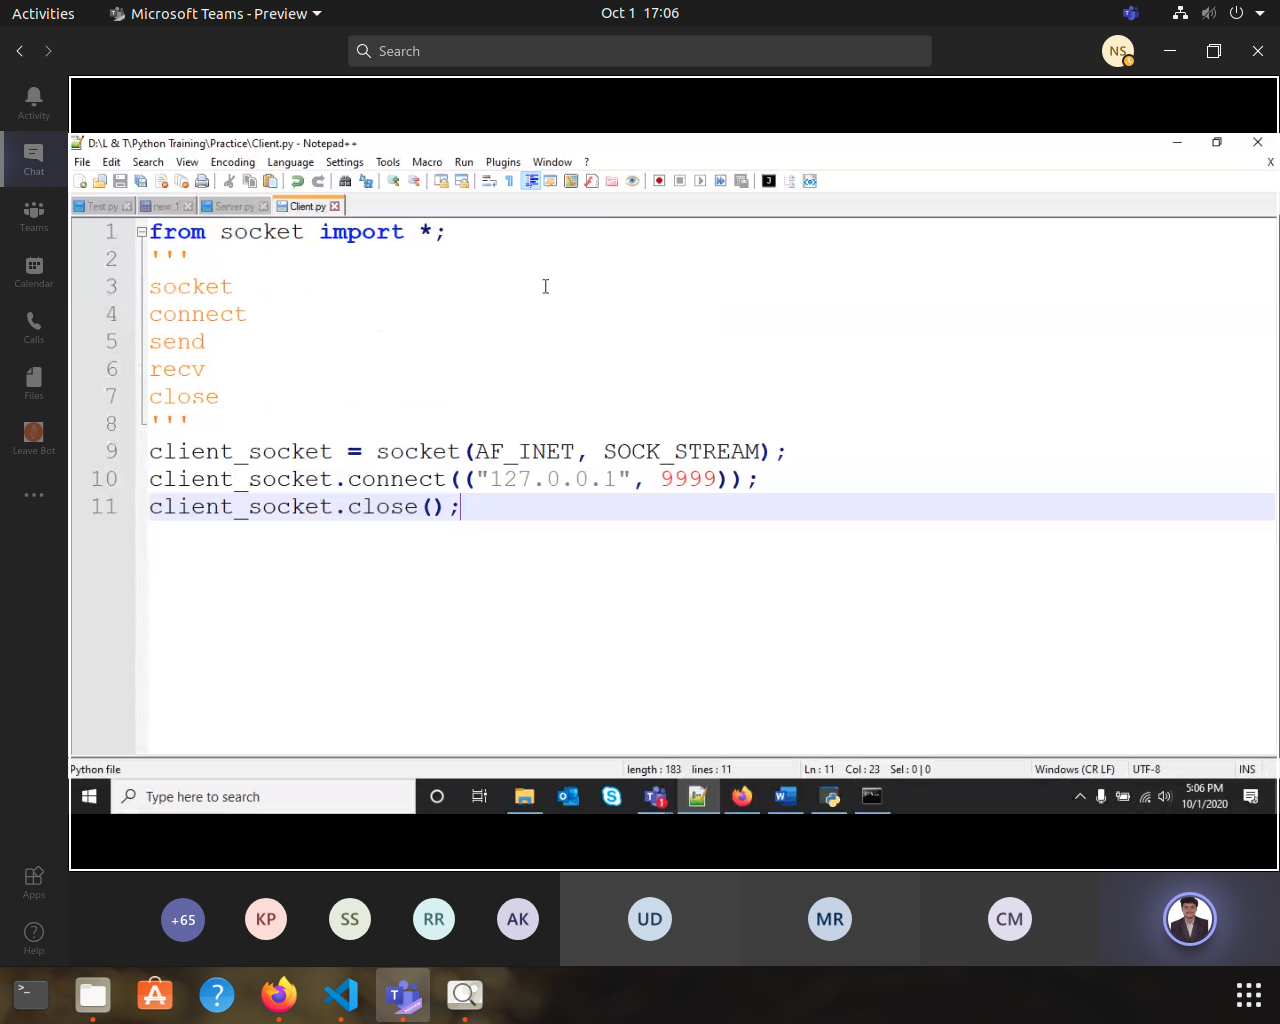 Activities
Microsoft Teams - Preview
Oct 1 17:06
Search
NS
Activity
Chat
Teams
Calendar
Calls
Files
Leave Bot
Apps
Help
D:\L & T\Python Training\Practice\Client.py - Notepad++
File Edit Search View Encoding Language Settings Tools Macro Run Plugins Window ?
X
Test.py new 1 Server.py Client.py
1 from socket import *;
2 '''
3 socket
4 connect
5 send
6 recv
7 close
8 '''
9 client_socket = socket(AF_INET, SOCK_STREAM);
10 client_socket.connect(("127.0.0.1", 9999));
11 client_socket.close();
Python file
length : 183 lines : 11
Ln : 11 Col : 23 Sel : 0 | 0
Windows (CR LF)
UTF-8
INS
Type here to search
5:06 PM
10/1/2020
+65
KP
SS
RR
AK
UD
MR
CM